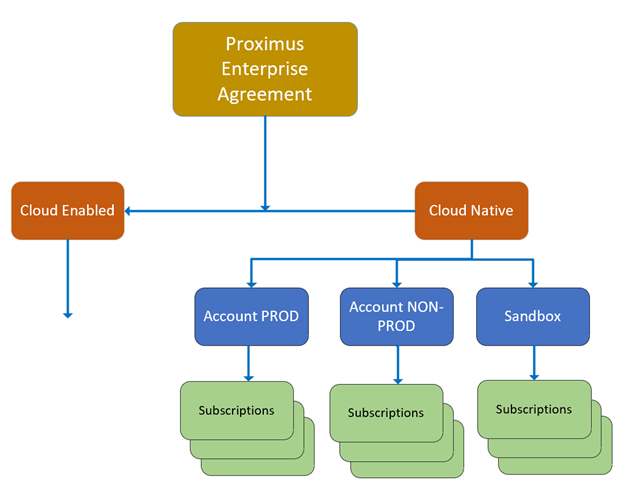 Proximus
Enterprise
Agreement
Cloud Enabled
Cloud Native
Account PROD
Account NON-
PROD
Sandbox
Subscriptions
Subscriptions
Subscriptions